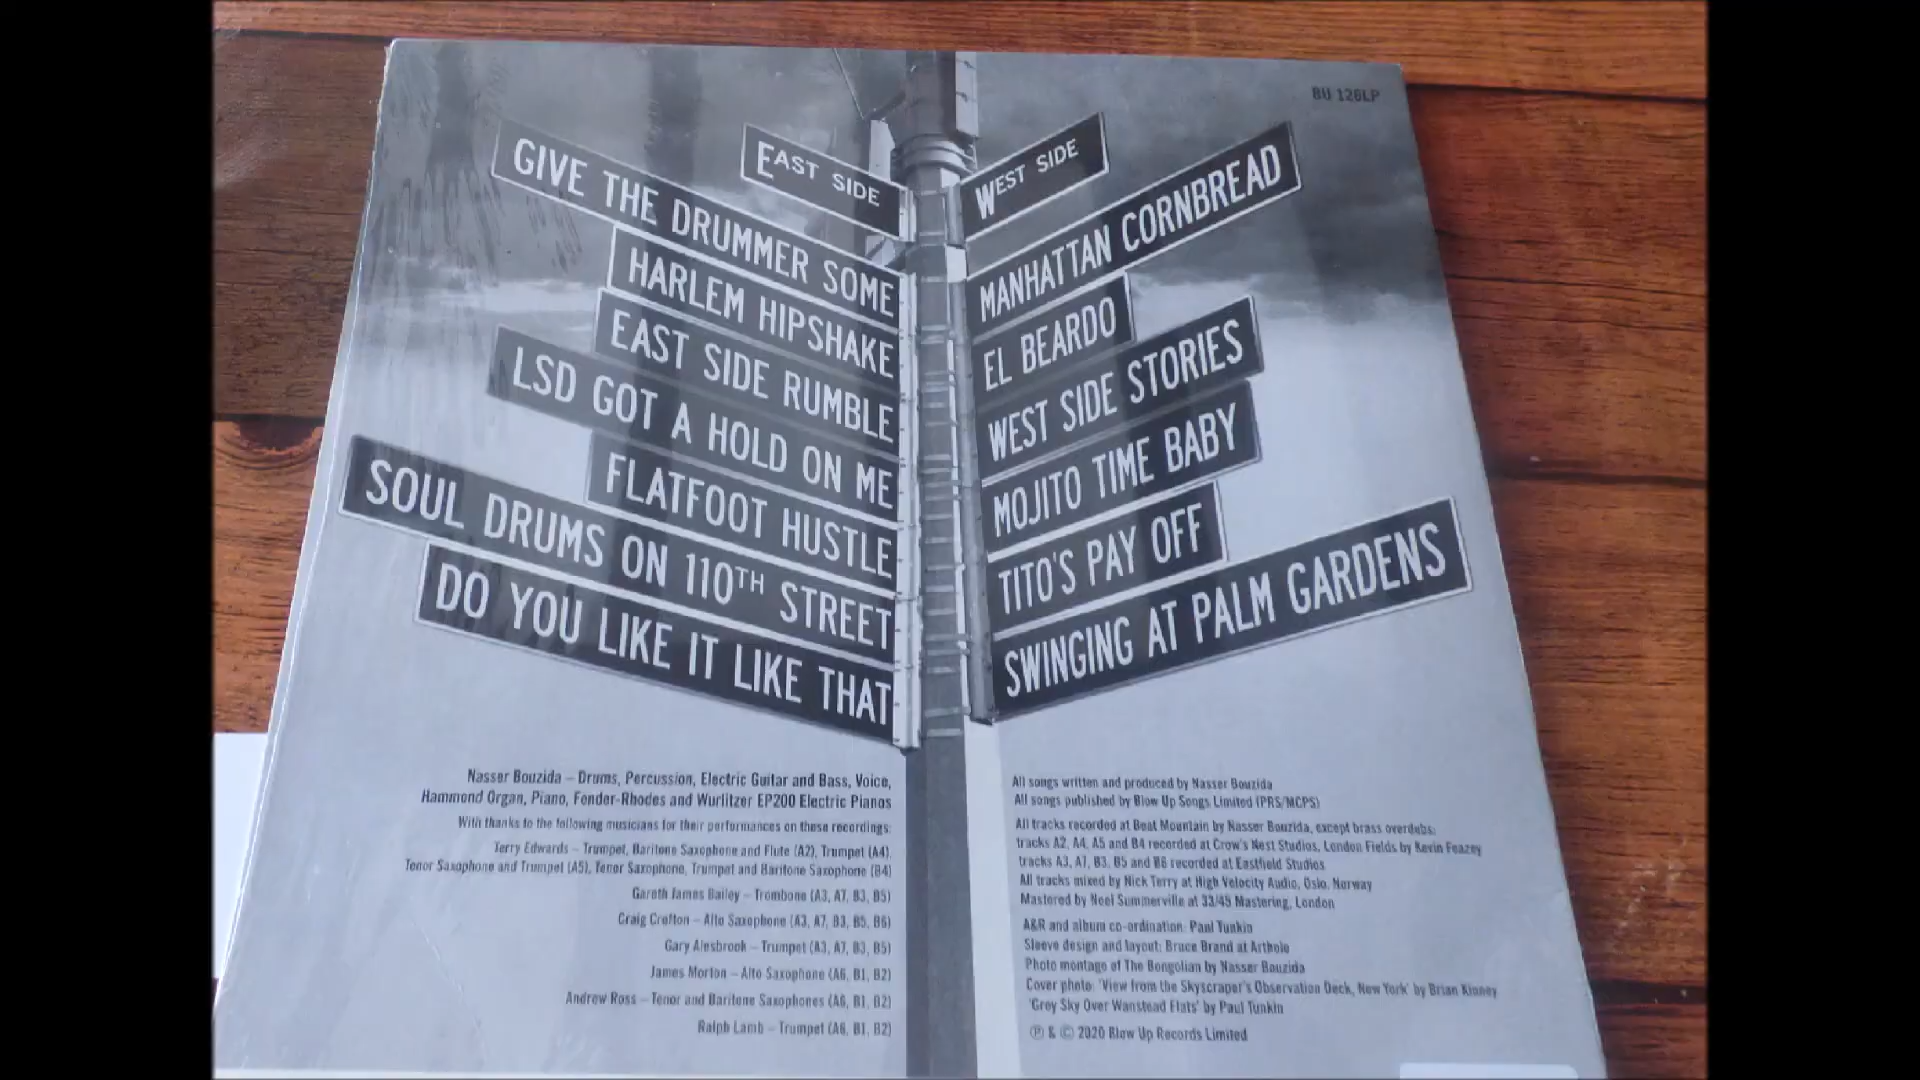 BU 126LP
EAST SIDE
GIVE THE DRUMMER SOME
HARLEM HIPSHAKE
EAST SIDE RUMBLE
LSD GOT A HOLD ON ME
FLATFOOT HUSTLE
SOUL DRUMS ON 110TH STREET
DO YOU LIKE IT LIKE THAT
WEST SIDE
MANHATTAN CORNBREAD
EL BEARDO
WEST SIDE STORIES
MOJITO TIME BABY
TITO'S PAY OFF
SWINGING AT PALM GARDENS
Nasser Bouzida – Drums, Percussion, Electric Guitar and Bass, Voice,
Hammond Organ, Piano, Fender-Rhodes and Wurlitzer EP200 Electric Pianos
With thanks to the following musicians for their performances on these recordings:
Terry Edwards – Trumpet, Baritone Saxophone and Flute (A2), Trumpet (A4),
Tenor Saxophone and Trumpet (A5), Tenor Saxophone, Trumpet and Baritone Saxophone (B4)
Gareth James Bailey – Trombone (A3, A7, B3, B5)
Craig Crofton – Alto Saxophone (A3, A7, B3, B5, B6)
Gary Alesbrook – Trumpet (A3, A7, B3, B5)
James Morton – Alto Saxophone (A6, B1, B2)
Andrew Ross – Tenor and Baritone Saxophones (A6, B1, B2)
Ralph Lamb – Trumpet (A6, B1, B2)
All songs written and produced by Nasser Bouzida
All songs published by Blow Up Songs Limited (PRS/MCPS)
All tracks recorded at Beat Mountain by Nasser Bouzida, except brass overdubs:
tracks A2, A4, A5 and B4 recorded at Crow's Nest Studios, London Fields by Kevin Feazey
tracks A3, A7, B3, B5 and B6 recorded at Eastfield Studios
All tracks mixed by Nick Terry at High Velocity Audio, Oslo, Norway
Mastered by Noel Summerville at 33/45 Mastering, London
A&R and album co-ordination: Paul Tunkin
Sleeve design and layout: Bruce Brand at Arthole
Photo montage of The Bongolian by Nasser Bouzida
Cover photo: 'View from the Skyscraper's Observation Deck, New York' by Brian Kinney
'Grey Sky Over Wanstead Flats' by Paul Tunkin
℗ & © 2020 Blow Up Records Limited